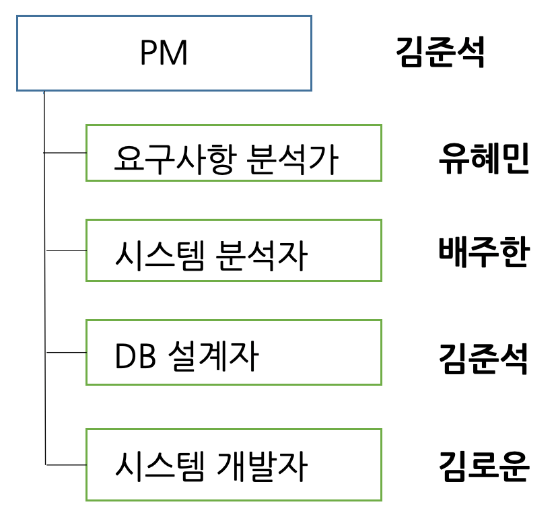 PM 김준석
요구사항 분석가 유혜민
시스템 분석자 배주한
DB 설계자 김준석
시스템 개발자 김로운